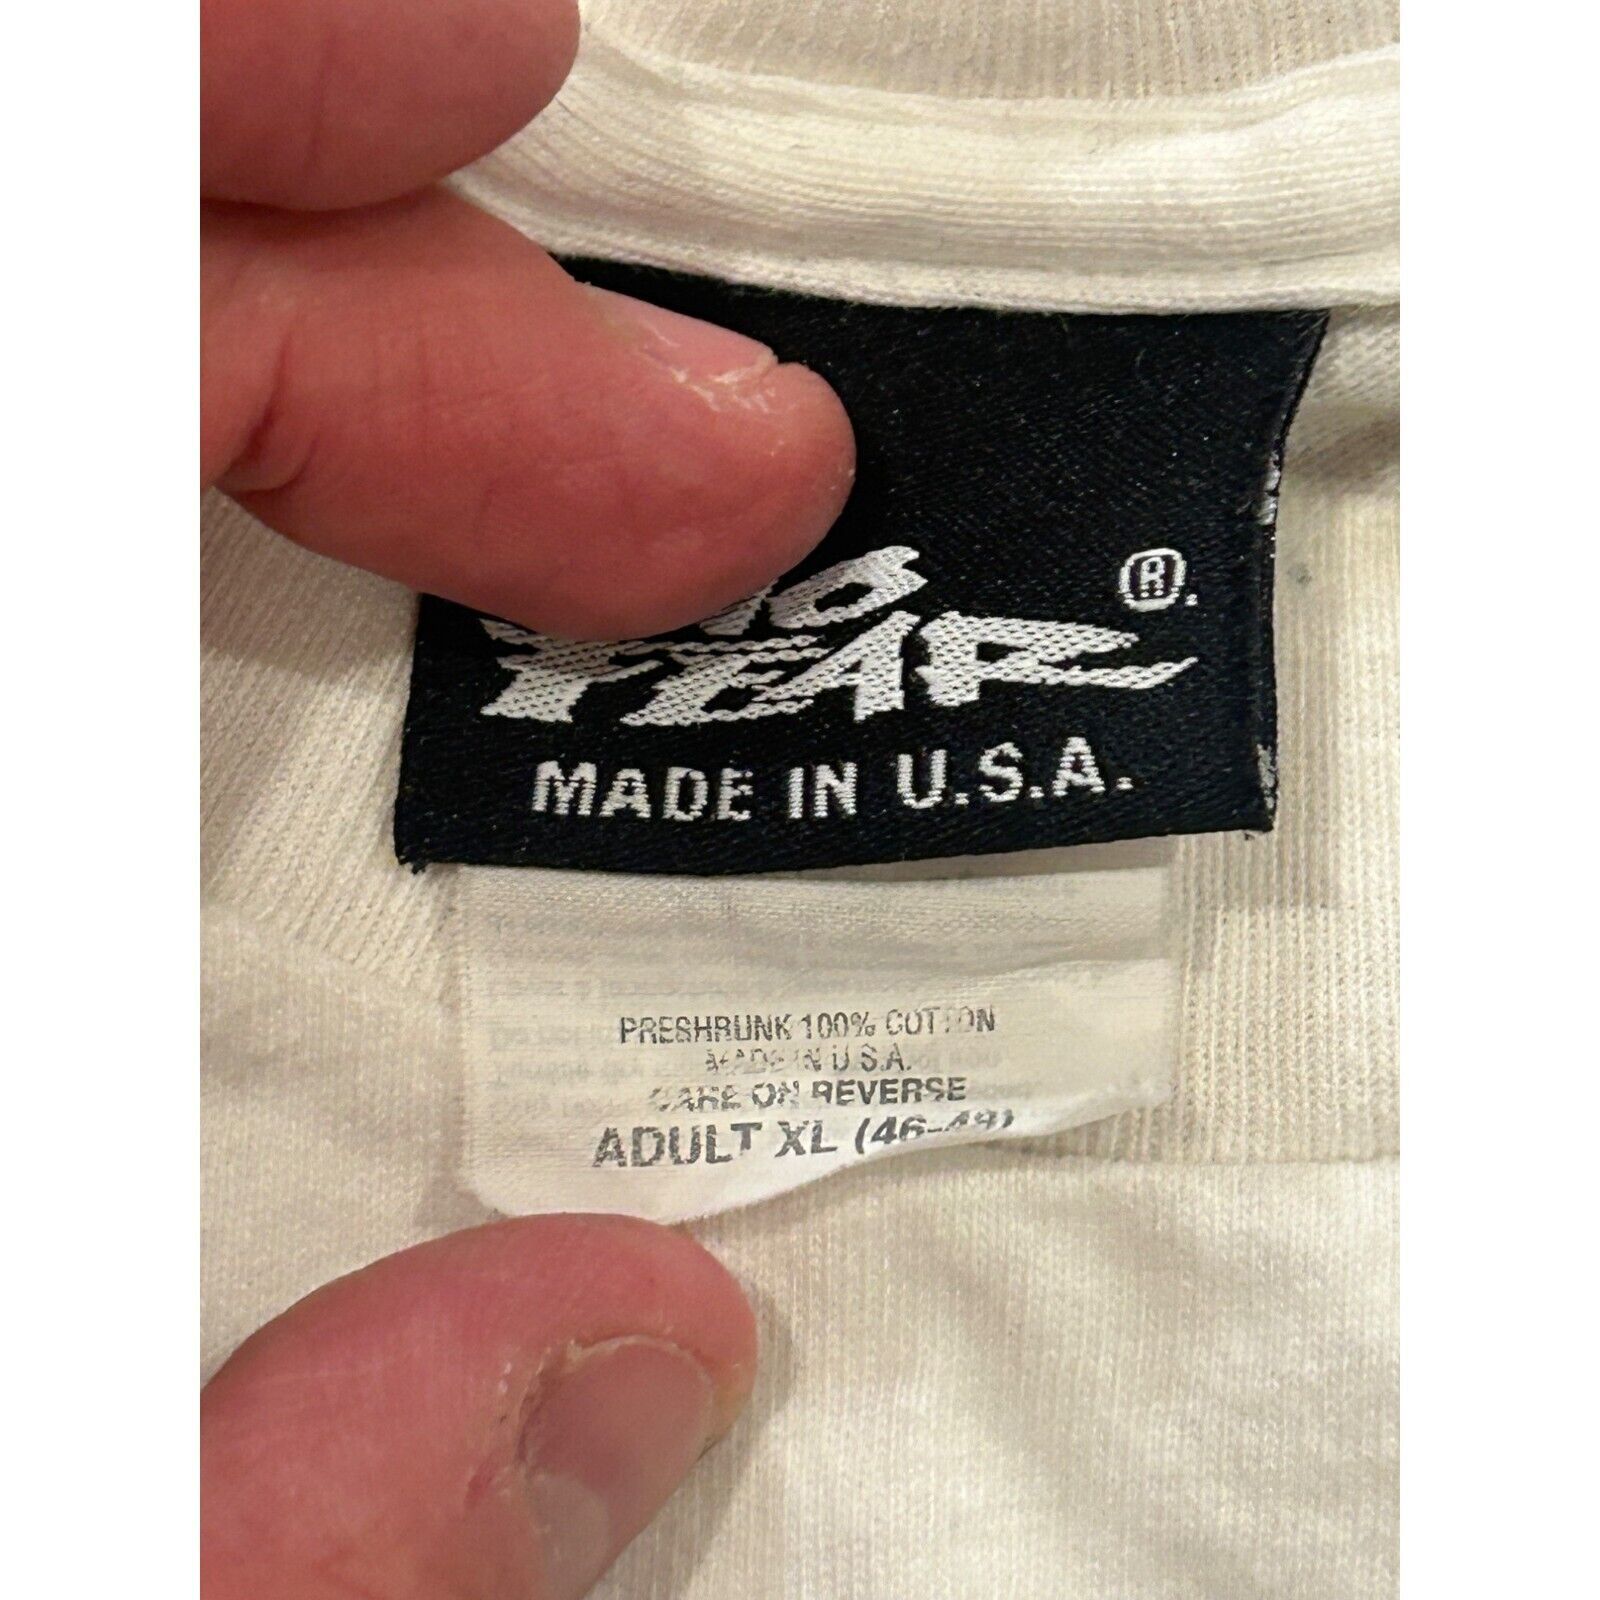 NO
FEAR ®.
MADE IN U.S.A.
PRESHRUNK 100% COTTON
MADE IN U.S.A.
CARE ON REVERSE
ADULT XL (46-48)